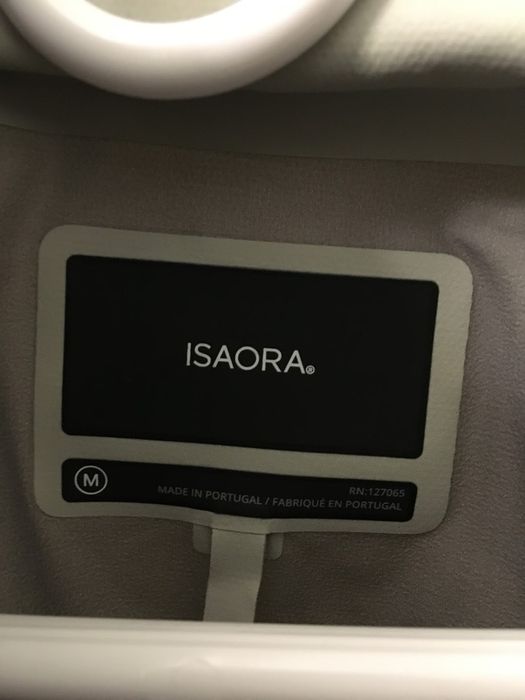 ISAORA®
M
RN:127065
MADE IN PORTUGAL / FABRIQUÉ EN PORTUGAL